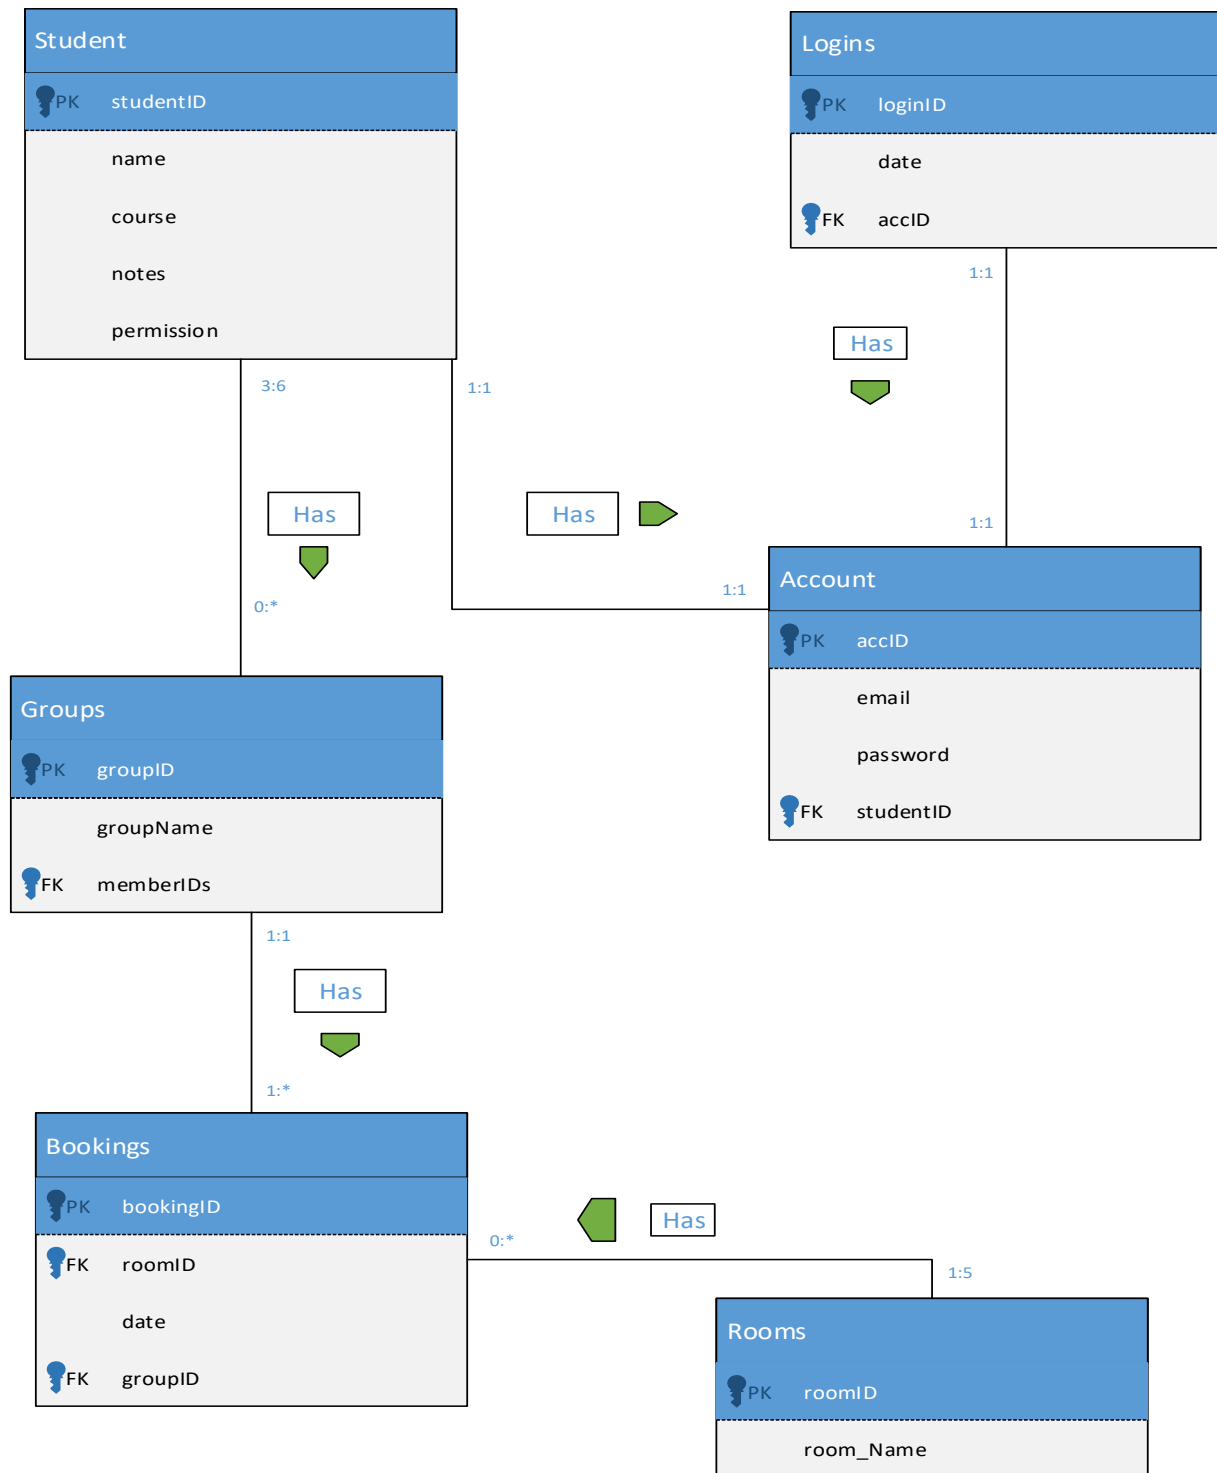 Student
PK studentID
name
course
notes
permission
Logins
PK loginID
date
FK accID
3:6
1:1
1:1
Has
Has
Has
0:*
1:1
1:1
Account
PK accID
email
password
FK studentID
Groups
PK groupID
groupName
FK memberIDs
1:1
Has
1:*
Bookings
PK bookingID
FK roomID
date
FK groupID
Has
0:*
1:5
Rooms
PK roomID
room_Name